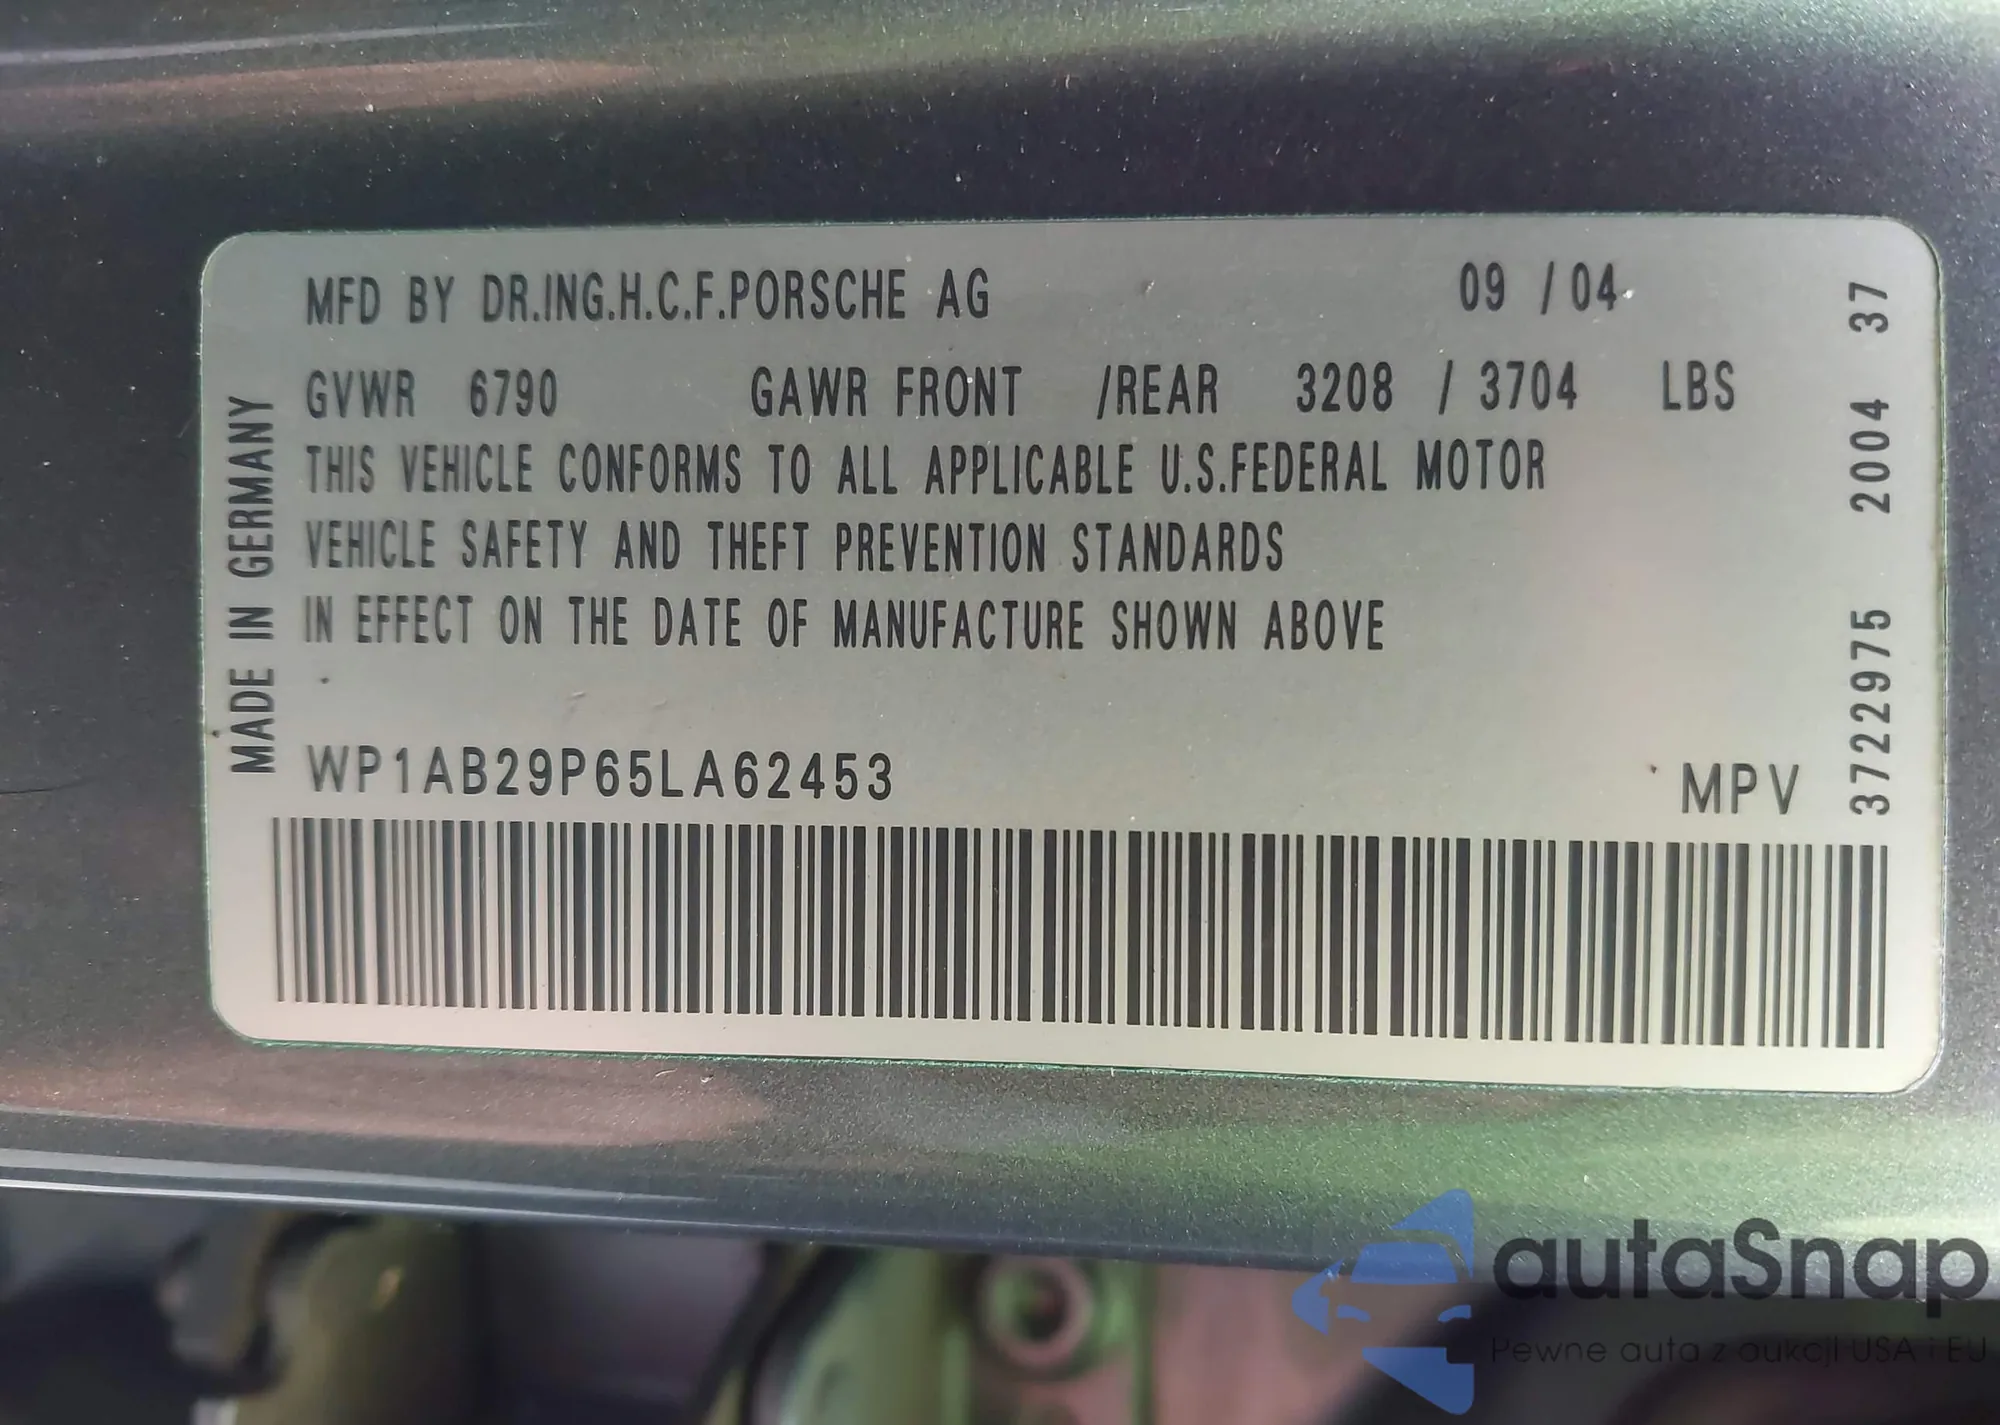 MFD BY DR.ING.H.C.F.PORSCHE AG 09 / 04
GVWR 6790 GAWR FRONT /REAR 3208 / 3704 LBS
THIS VEHICLE CONFORMS TO ALL APPLICABLE U.S.FEDERAL MOTOR
VEHICLE SAFETY AND THEFT PREVENTION STANDARDS
IN EFFECT ON THE DATE OF MANUFACTURE SHOWN ABOVE
WP1AB29P65LA62453 MPV
MADE IN GERMANY
3722975 2004 37
autaSnap
Pewne auta z aukcji USA i EU